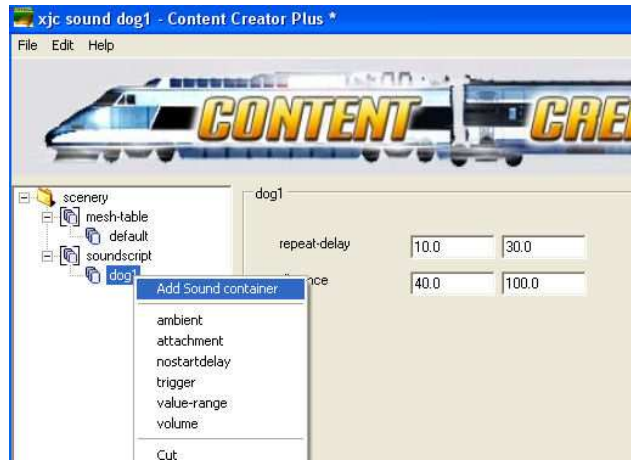 xjc sound dog1 - Content Creator Plus *
File Edit Help
CONTENT CRE
scenery
mesh-table
default
soundscript
dog1
dog1
repeat-delay 10.0 30.0
nce 40.0 100.0
Add Sound container
ambient
attachment
nostartdelay
trigger
value-range
volume
Cut